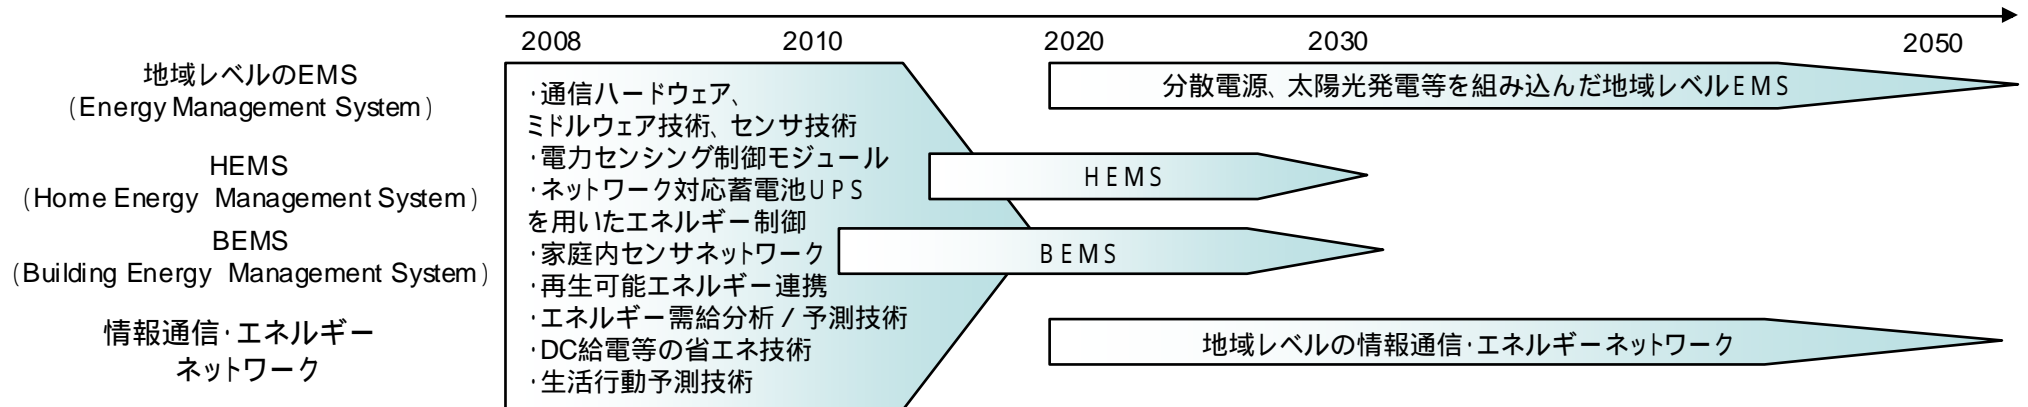 2008 2010 2020 2030 2050
地域レベルのEMS
(Energy Management System)
HEMS
(Home Energy Management System)
BEMS
(Building Energy Management System)
情報通信・エネルギー
ネットワーク
・通信ハードウェア、
ミドルウェア技術、センサ技術
・電力センシング制御モジュール
・ネットワーク対応蓄電池UPS
を用いたエネルギー制御
・家庭内センサネットワーク
・再生可能エネルギー連携
・エネルギー需給分析/予測技術
・DC給電等の省エネ技術
・生活行動予測技術
分散電源、太陽光発電等を組み込んだ地域レベルEMS
HEMS
BEMS
地域レベルの情報通信・エネルギーネットワーク